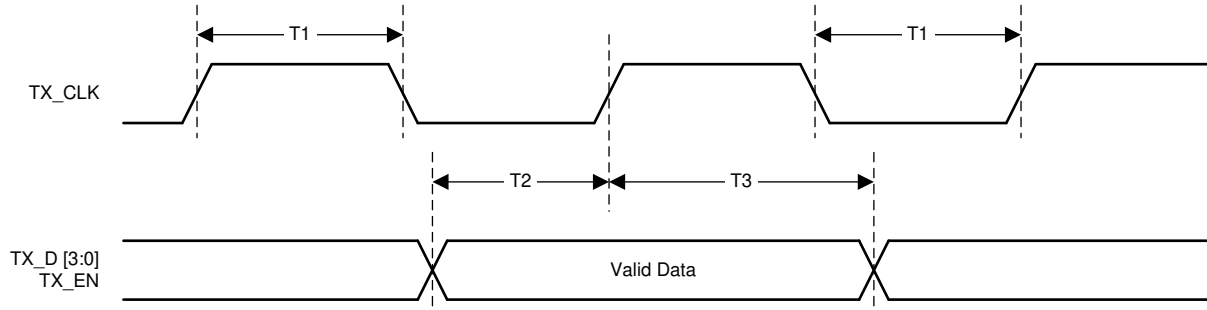 T1
T1
TX_CLK
T2
T3
TX_D [3:0]
TX_EN
Valid Data